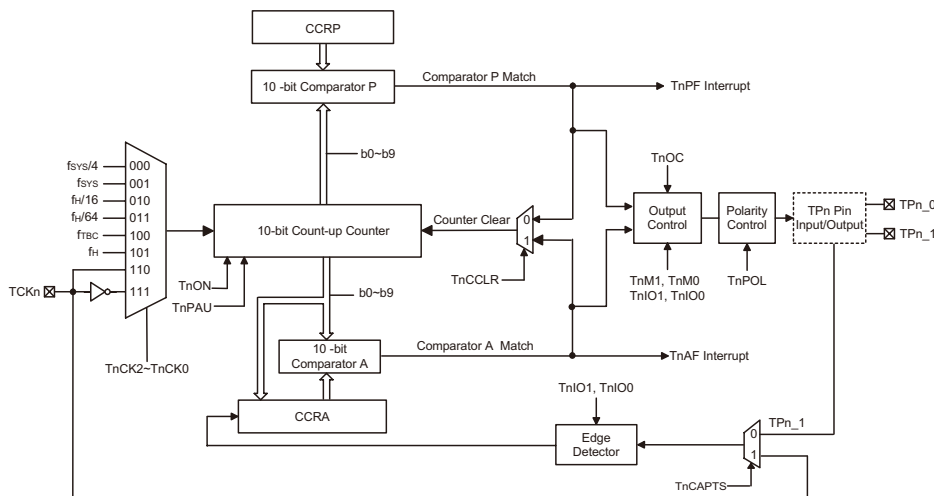 CCRP
10 -bit Comparator P
Comparator P Match
TnPF Interrupt
b0~b9
fSYS/4
000
fSYS
001
fH/16
010
fH/64
011
fTBC
100
fH
101
110
TCKn
111
TnCK2~TnCK0
10-bit Count-up Counter
TnON
TnPAU
Counter Clear
0
1
TnCCLR
TnOC
Output
Control
TnM1, TnM0
TnIO1, TnIO0
Polarity
Control
TnPOL
TPn Pin
Input/Output
TPn_0
TPn_1
b0~b9
10 -bit
Comparator A
Comparator A Match
TnAF Interrupt
CCRA
TnIO1, TnIO0
Edge
Detector
TPn_1
0
1
TnCAPTS